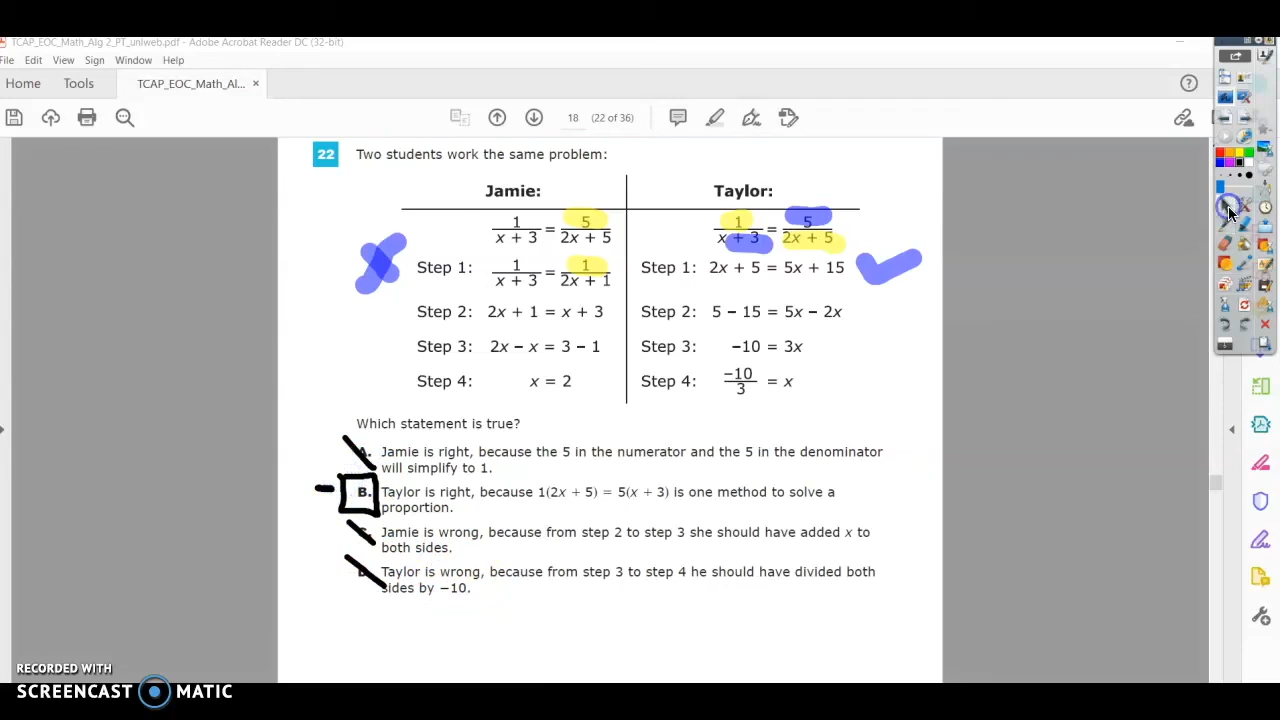 TCAP_EOC_Math_Alg 2_PT_unlweb.pdf - Adobe Acrobat Reader DC (32-bit)
File Edit View Sign Window Help
Home Tools TCAP_EOC_Math_Al... ×
18 (22 of 36)
22 Two students work the same problem:
Jamie: Taylor:
1/(x + 3) = 5/(2x + 5) 1/(x + 3) = 5/(2x + 5)
Step 1: 1/(x + 3) = 1/(2x + 1) Step 1: 2x + 5 = 5x + 15
Step 2: 2x + 1 = x + 3 Step 2: 5 − 15 = 5x − 2x
Step 3: 2x − x = 3 − 1 Step 3: −10 = 3x
Step 4: x = 2 Step 4: −10/3 = x
Which statement is true?
A. Jamie is right, because the 5 in the numerator and the 5 in the denominator
will simplify to 1.
B. Taylor is right, because 1(2x + 5) = 5(x + 3) is one method to solve a
proportion.
C. Jamie is wrong, because from step 2 to step 3 she should have added x to
both sides.
D. Taylor is wrong, because from step 3 to step 4 he should have divided both
sides by −10.
RECORDED WITH
SCREENCAST MATIC